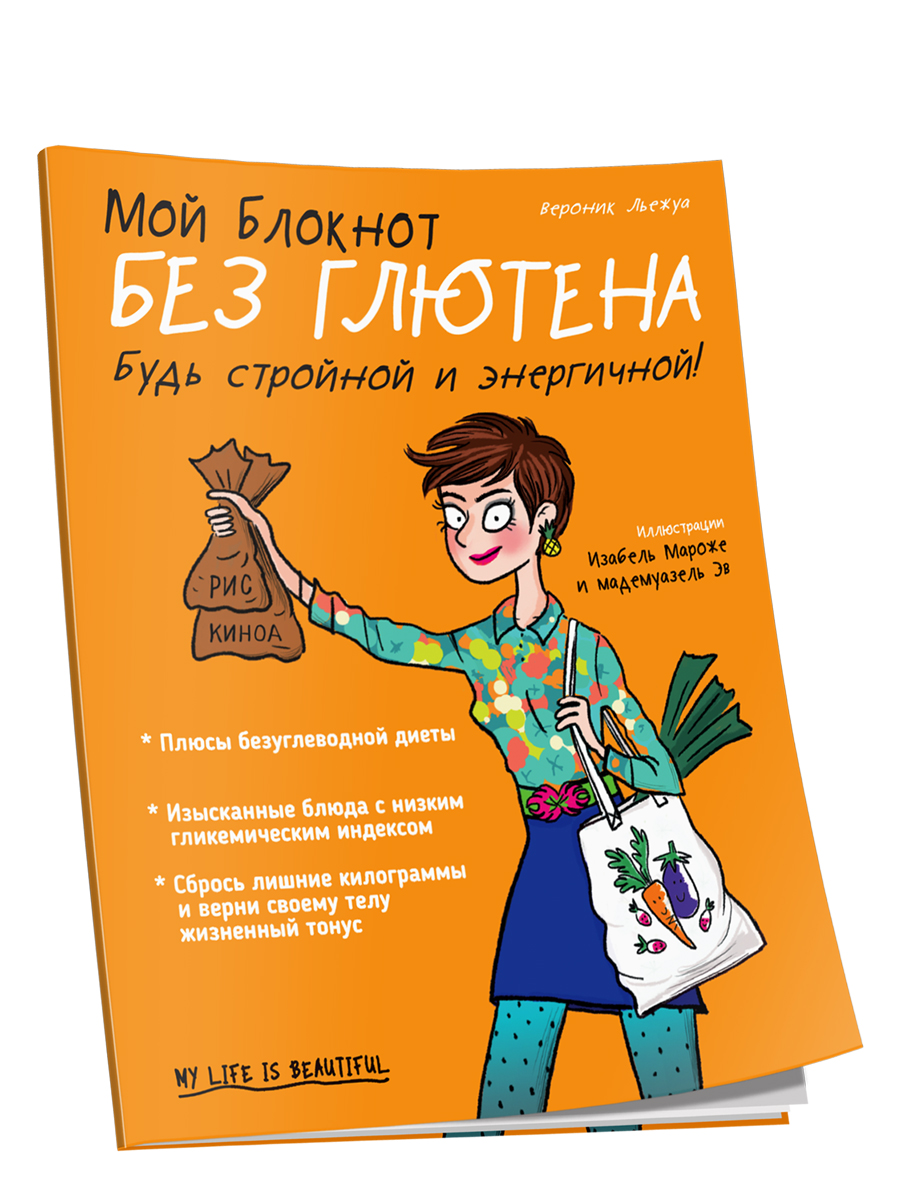 Мой Блокнот
Вероник Льежуа
БЕЗ ГЛЮТЕНА
Будь стройной и энергичной!
Иллюстрации
Изабель Мароже
и мадемуазель Эв
РИС
КИНОА
* Плюсы безуглеводной диеты
* Изысканные блюда с низким
гликемическим индексом
* Сбрось лишние килограммы
и верни своему телу
жизненный тонус
MY LIFE IS BEAUTIFUL